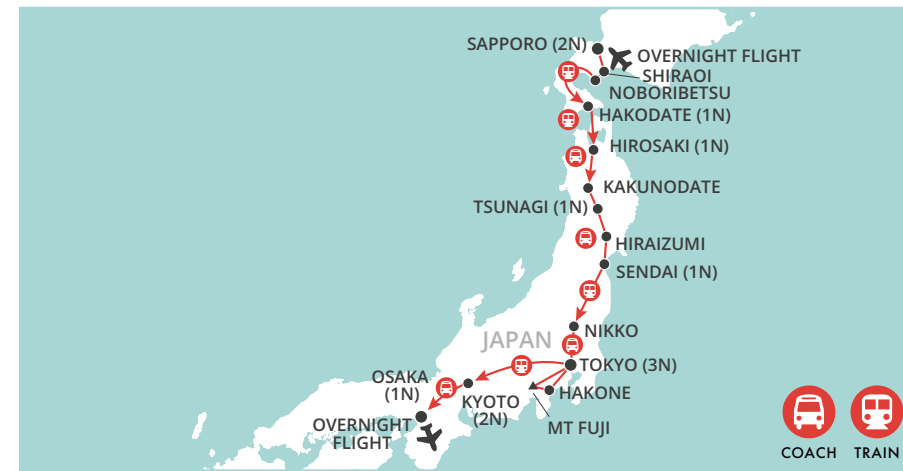 SAPPORO (2N)
OVERNIGHT FLIGHT
SHIRAOI
NOBORIBETSU
HAKODATE (1N)
HIROSAKI (1N)
KAKUNODATE
TSUNAGI (1N)
HIRAIZUMI
SENDAI (1N)
NIKKO
JAPAN
TOKYO (3N)
OSAKA
(1N)
HAKONE
KYOTO
(2N)
MT FUJI
OVERNIGHT
FLIGHT
COACH
TRAIN